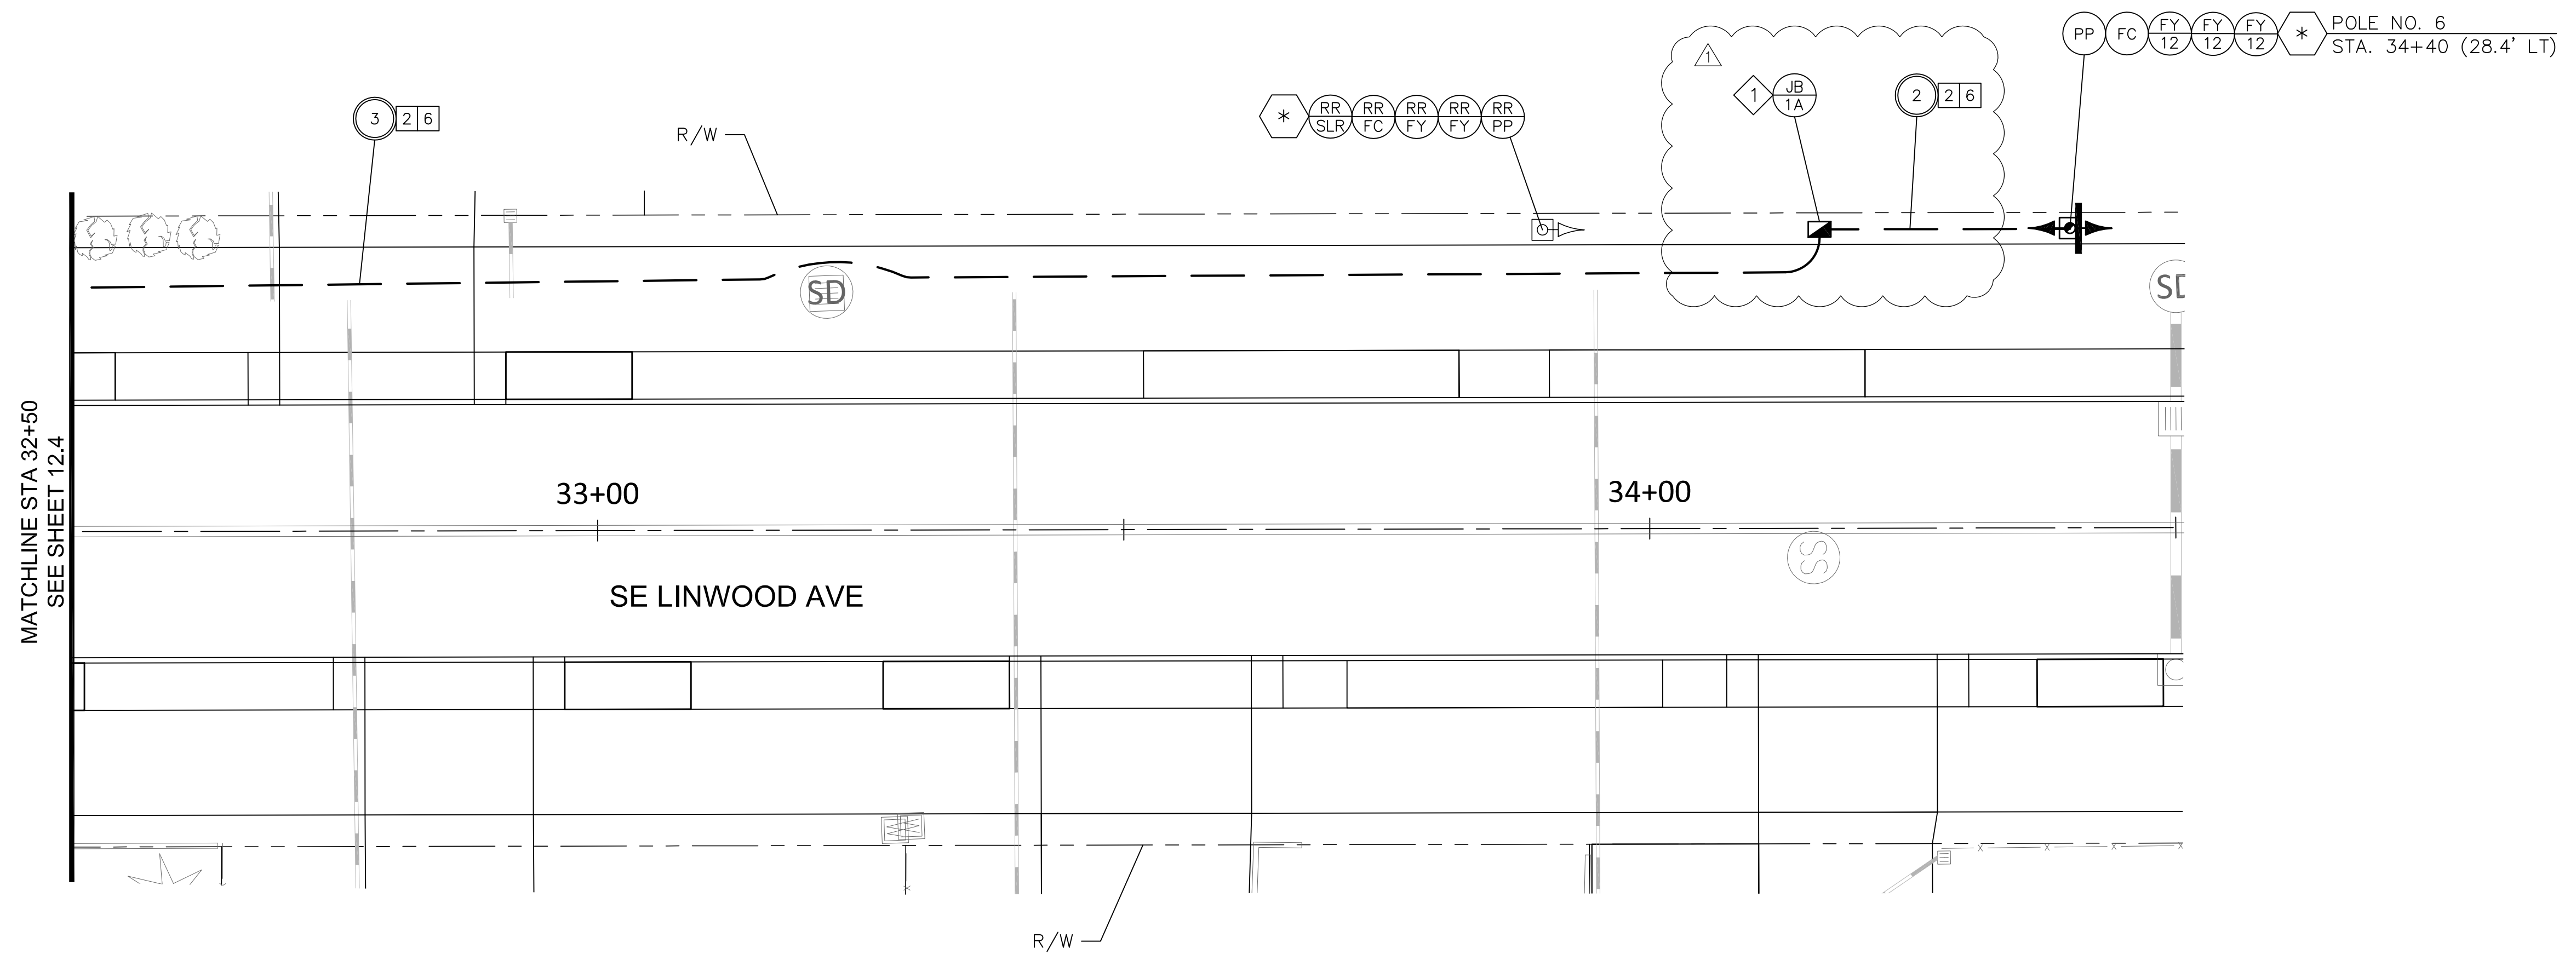 PP FC FY 12 FY 12 FY 12 * POLE NO. 6
STA. 34+40 (28.4' LT)
1
1 JB 1A
2 2 6
3 2 6
R/W
* RR SLR RR FC RR FY RR FY RR PP
SD
SD
MATCHLINE STA 32+50
SEE SHEET 12.4
33+00
34+00
SS
SE LINWOOD AVE
R/W